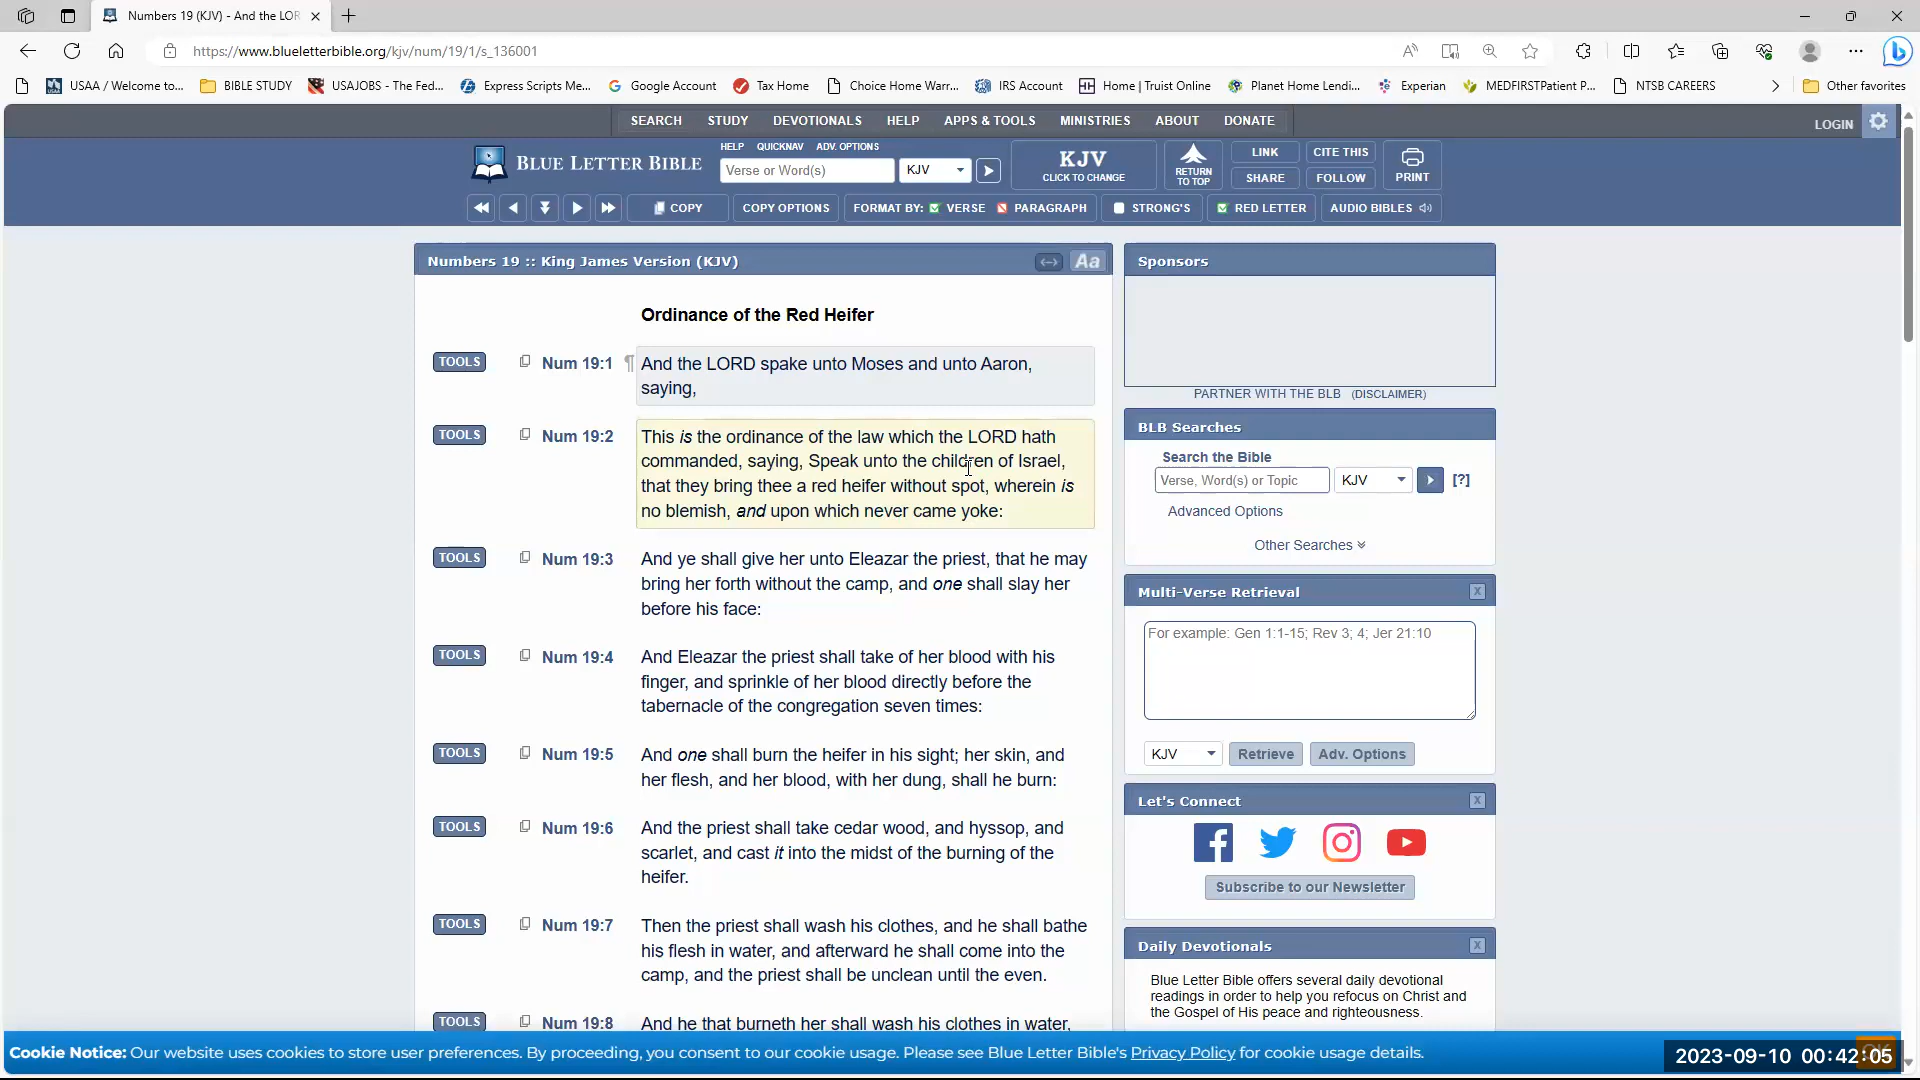 Numbers 19 (KJV) - And the LOR
https://www.blueletterbible.org/kjv/num/19/1/s_136001
USAA / Welcome to...
BIBLE STUDY
USAJOBS - The Fed...
Express Scripts Me...
Google Account
Tax Home
Choice Home Warr...
IRS Account
Home | Truist Online
Planet Home Lendi...
Experian
MEDFIRSTPatient P...
NTSB CAREERS
Other favorites
SEARCH STUDY DEVOTIONALS HELP APPS & TOOLS MINISTRIES ABOUT DONATE
LOGIN
BLUE LETTER BIBLE
HELP QUICKNAV ADV. OPTIONS
Verse or Word(s)
KJV
KJV
CLICK TO CHANGE
RETURN
TO TOP
LINK
CITE THIS
SHARE
FOLLOW
PRINT
COPY
COPY OPTIONS
FORMAT BY: VERSE PARAGRAPH
STRONG'S
RED LETTER
AUDIO BIBLES
Numbers 19 :: King James Version (KJV)
Aa
Ordinance of the Red Heifer
TOOLS
Num 19:1
¶ And the LORD spake unto Moses and unto Aaron,
saying,
TOOLS
Num 19:2
This is the ordinance of the law which the LORD hath
commanded, saying, Speak unto the children of Israel,
that they bring thee a red heifer without spot, wherein is
no blemish, and upon which never came yoke:
TOOLS
Num 19:3
And ye shall give her unto Eleazar the priest, that he may
bring her forth without the camp, and one shall slay her
before his face:
TOOLS
Num 19:4
And Eleazar the priest shall take of her blood with his
finger, and sprinkle of her blood directly before the
tabernacle of the congregation seven times:
TOOLS
Num 19:5
And one shall burn the heifer in his sight; her skin, and
her flesh, and her blood, with her dung, shall he burn:
TOOLS
Num 19:6
And the priest shall take cedar wood, and hyssop, and
scarlet, and cast it into the midst of the burning of the
heifer.
TOOLS
Num 19:7
Then the priest shall wash his clothes, and he shall bathe
his flesh in water, and afterward he shall come into the
camp, and the priest shall be unclean until the even.
TOOLS
Num 19:8
And he that burneth her shall wash his clothes in water,
Sponsors
PARTNER WITH THE BLB (DISCLAIMER)
BLB Searches
Search the Bible
Verse, Word(s) or Topic
KJV
[?]
Advanced Options
Other Searches
Multi-Verse Retrieval
X
For example: Gen 1:1-15; Rev 3; 4; Jer 21:10
KJV
Retrieve
Adv. Options
Let's Connect
X
Subscribe to our Newsletter
Daily Devotionals
X
Blue Letter Bible offers several daily devotional
readings in order to help you refocus on Christ and
the Gospel of His peace and righteousness.
Cookie Notice: Our website uses cookies to store user preferences. By proceeding, you consent to our cookie usage. Please see Blue Letter Bible's Privacy Policy for cookie usage details.
2023-09-10 00:42:05